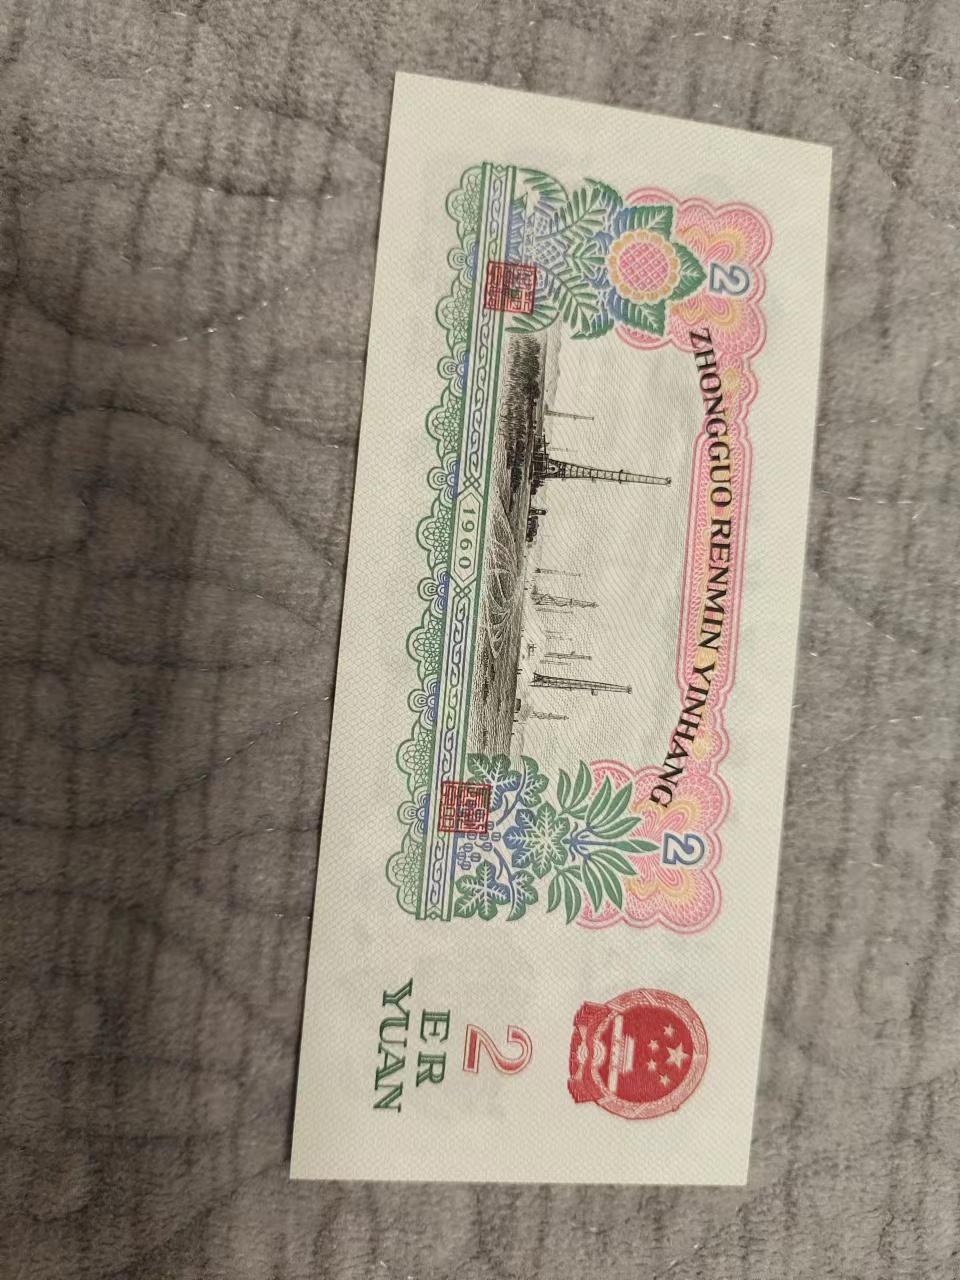 2
ZHONGGUO RENMIN YINHANG
2
1960
2
ER
YUAN